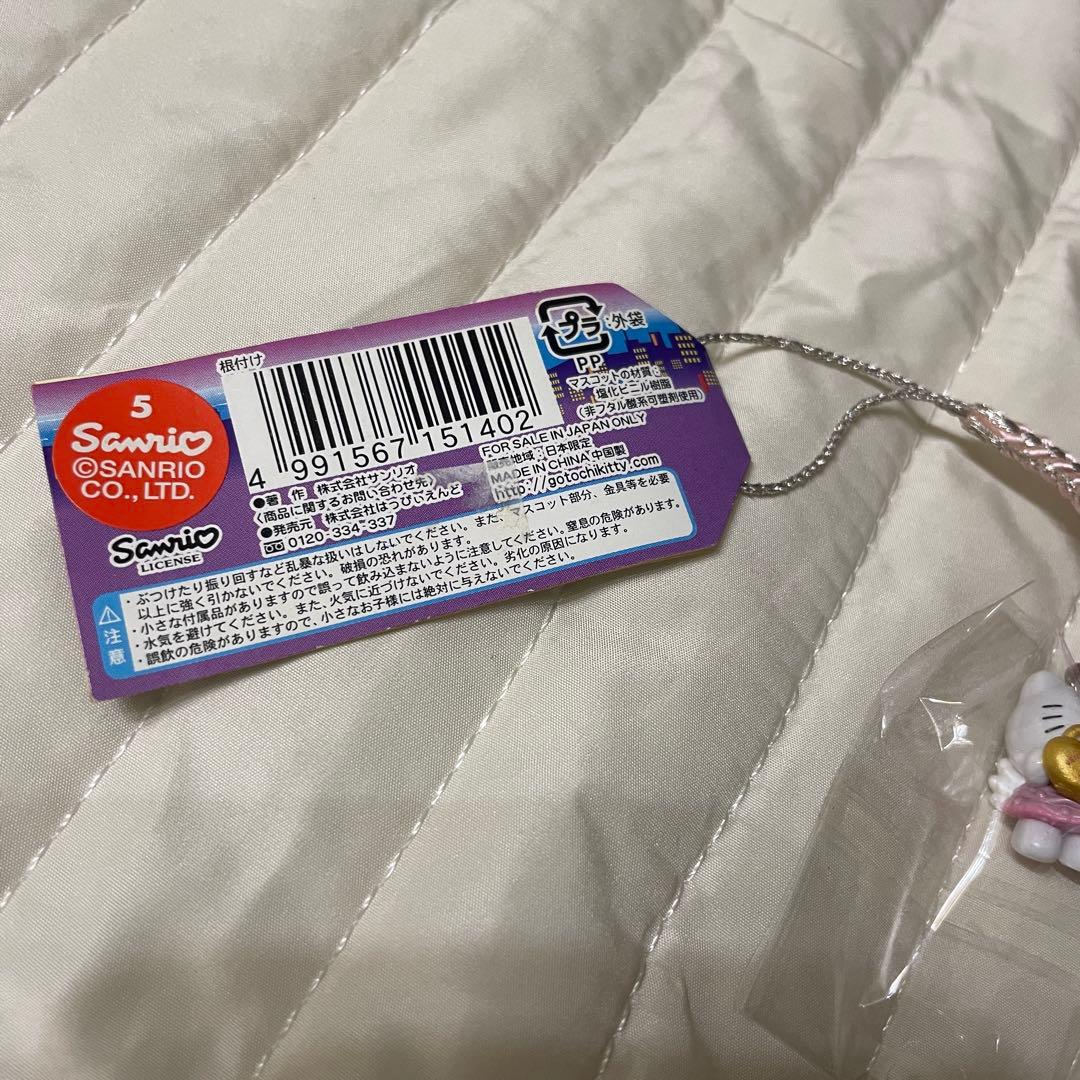 5
Sanrio
©SANRIO
CO., LTD.
Sanrio
LICENSE
根付け
4 991567 151402
プラ
:外袋
PP
マスコットの材質:
塩化ビニル樹脂
(非フタル酸系可塑剤使用)
FOR SALE IN JAPAN ONLY
販売地域:日本限定
MADE IN CHINA 中国製
http://gotochikitty.com
●著 作 株式会社サンリオ
〈商品に関するお問い合わせ先〉
●発売元 株式会社はっぴいえんど
0120-334-337
注意
・ぶつけたり振り回すなど乱暴な扱いはしないでください。また、マスコット部分、金具等を必要
以上に強く引かないでください。破損の恐れがあります。
・小さな付属品がありますので誤って飲み込まないように注意してください。窒息の危険があります。
・水気を避けてください。また、火気に近づけないでください。劣化の原因になります。
・誤飲の危険がありますので、小さなお子様には絶対に与えないでください。